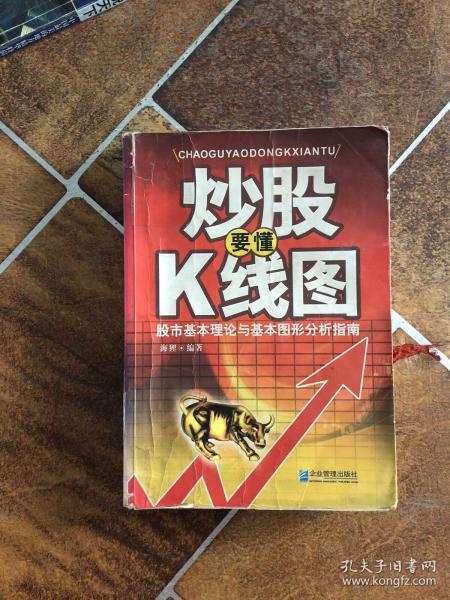 CHAOGUYAODONGKXIANTU
炒股
要懂
K线图
股市基本理论与基本图形分析指南
海狸·编著
企业管理出版社
孔夫子旧书网
www.kongfz.com